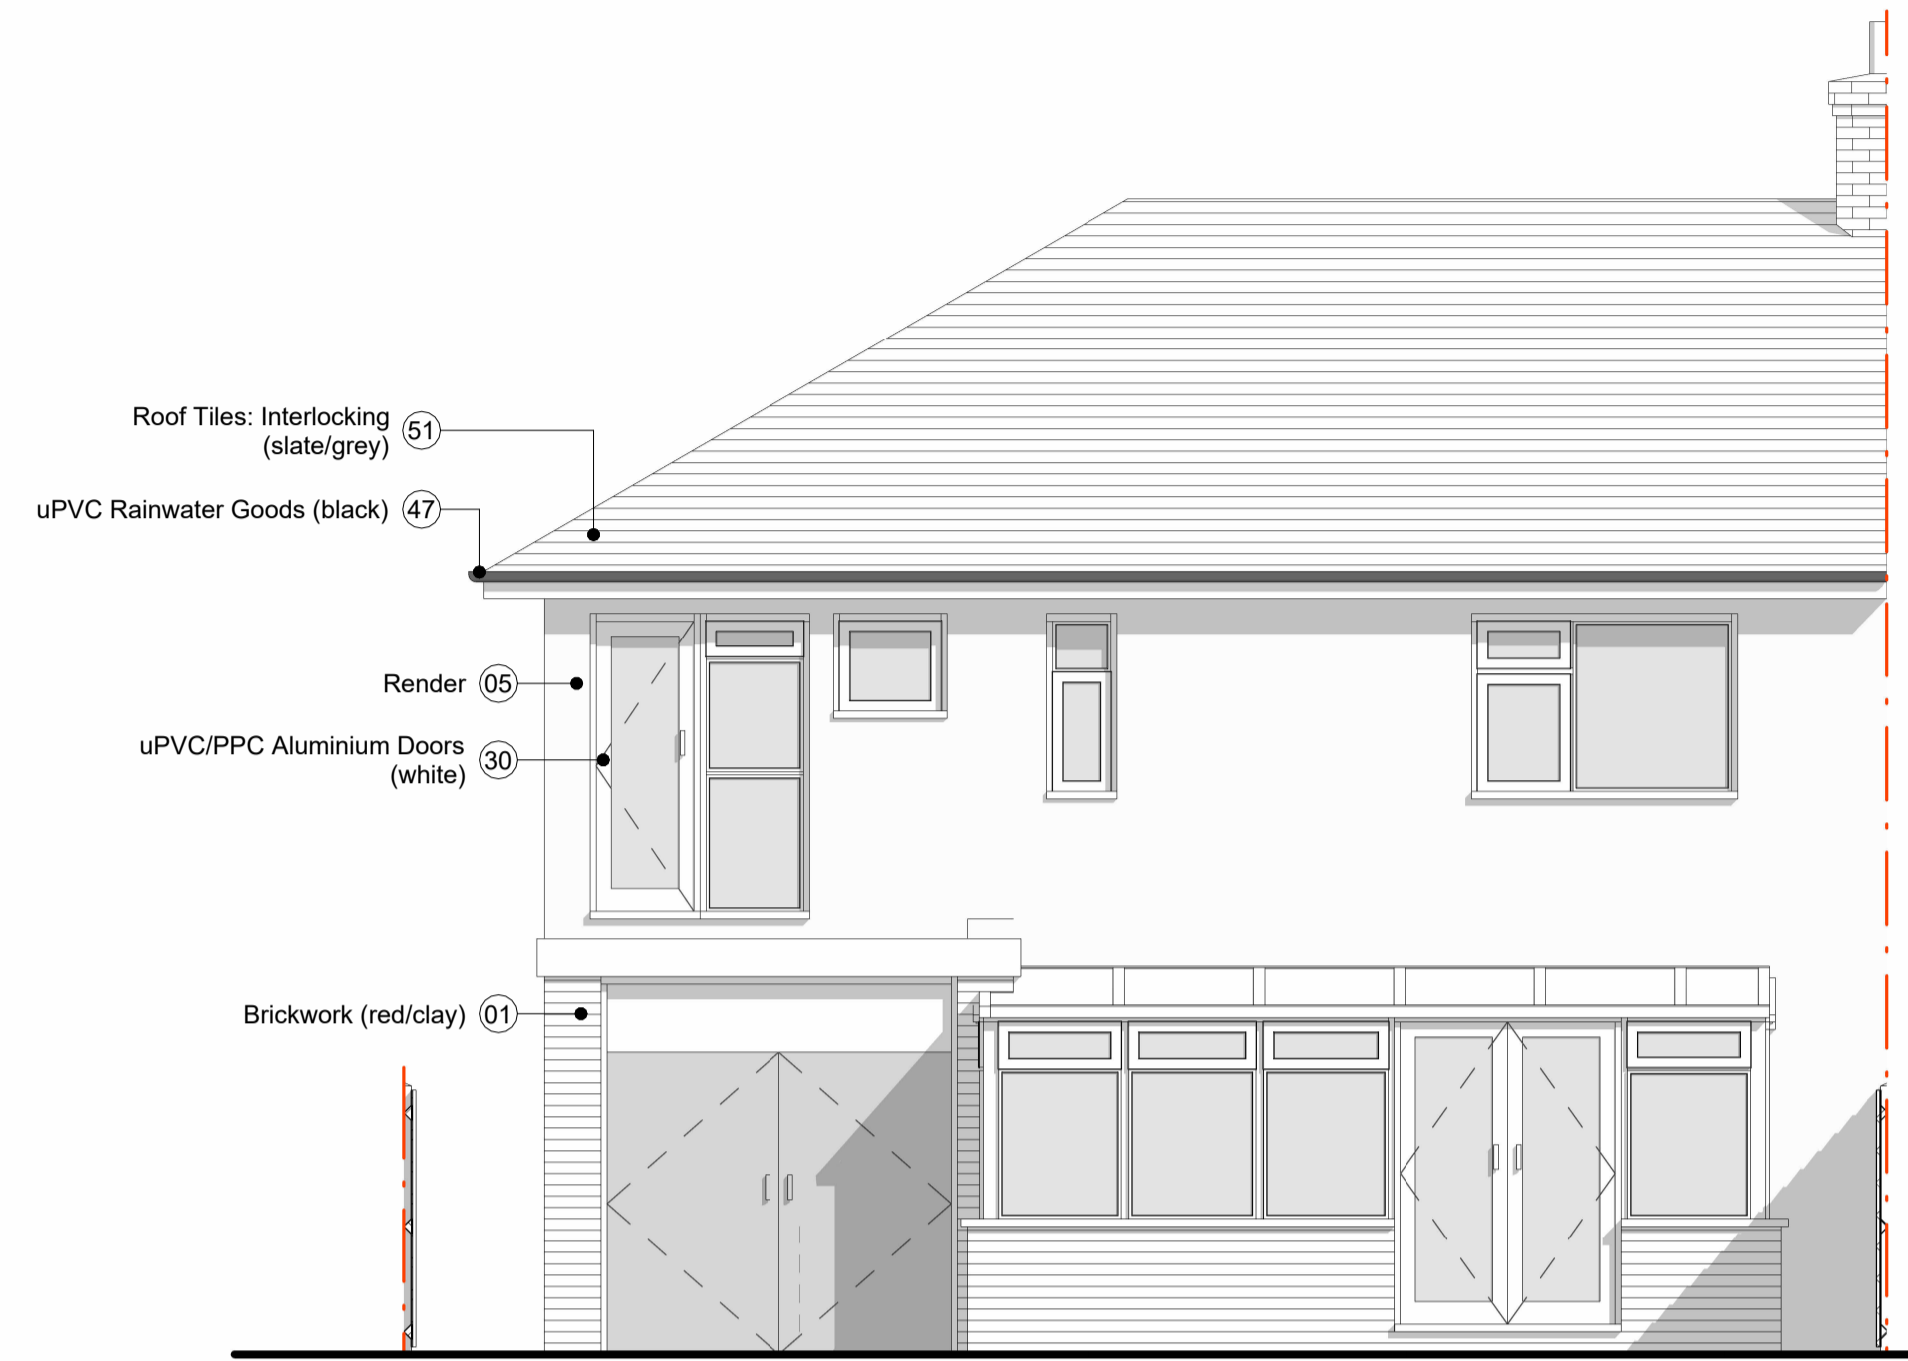 Roof Tiles: Interlocking
(slate/grey)
51
uPVC Rainwater Goods (black)
47
Render
05
uPVC/PPC Aluminium Doors
(white)
30
Brickwork (red/clay)
01